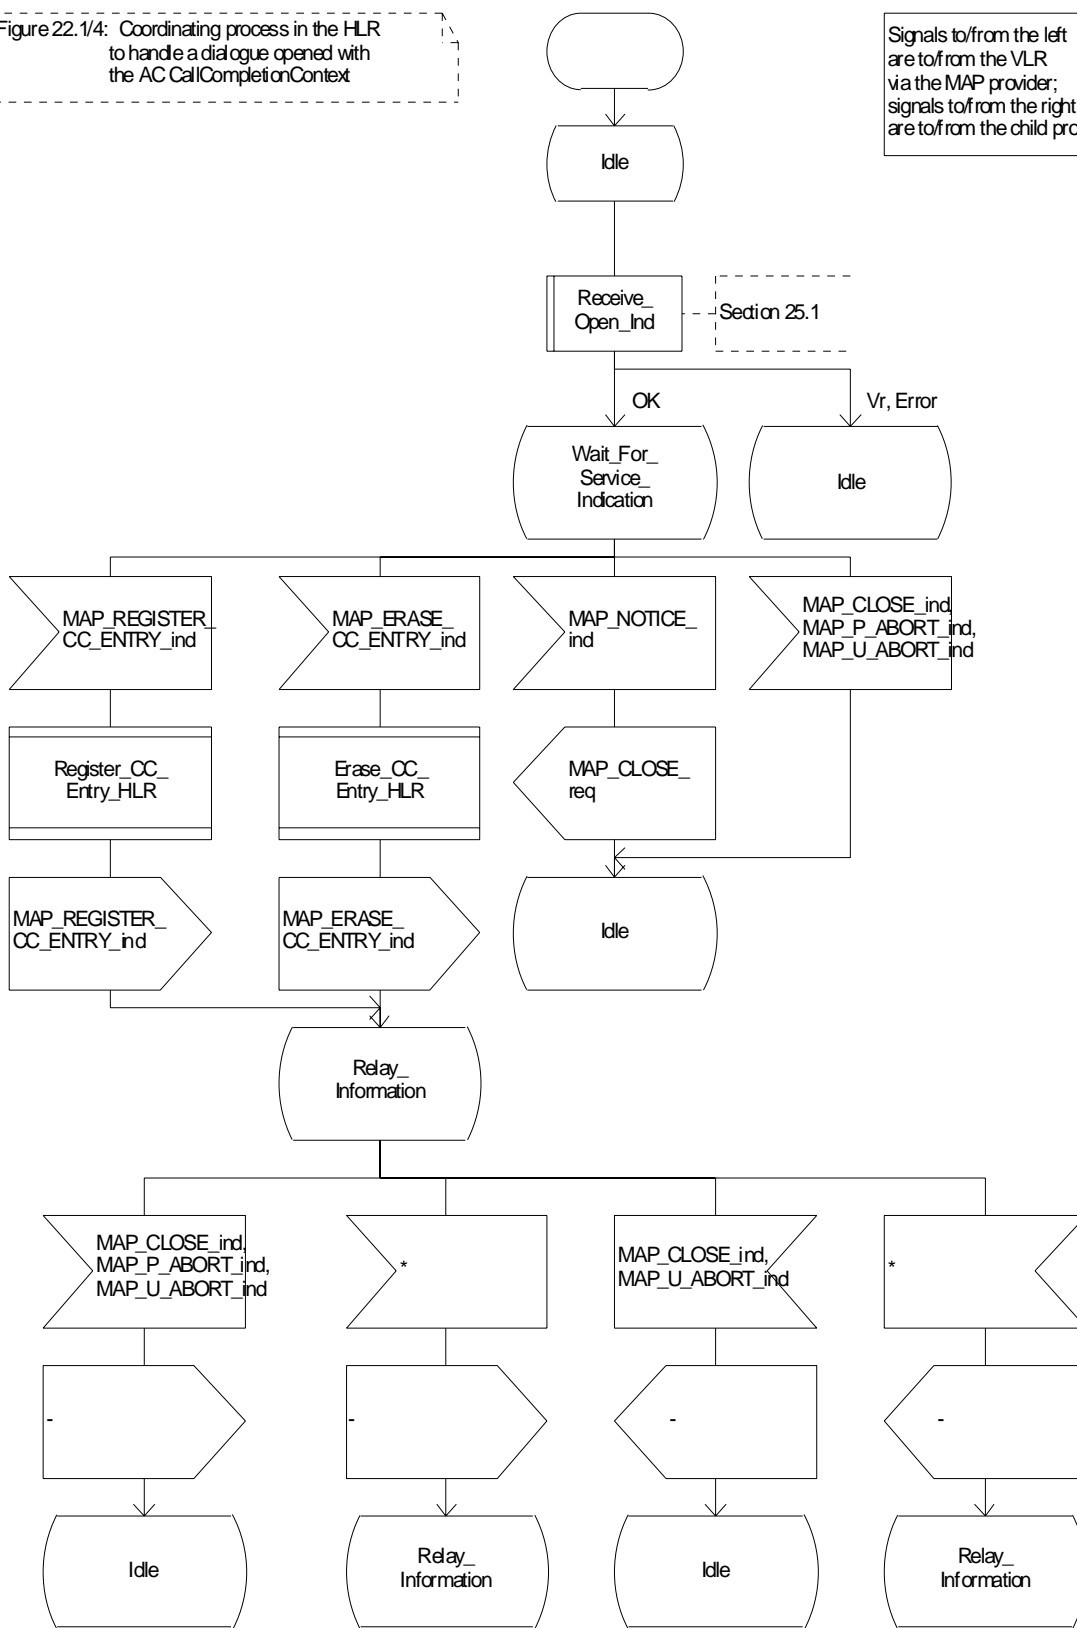 Figure 22.1/4: Coordinating process in the HLR
to handle a dialogue opened with
the AC CallCompletionContext
Signals to/from the left
are to/from the VLR
via the MAP provider;
signals to/from the right
are to/from the child pro
Idle
Receive_
Open_Ind
Section 25.1
OK
Vr, Error
Wait_For_
Service_
Indication
Idle
MAP_REGISTER_
CC_ENTRY_ind
MAP_ERASE_
CC_ENTRY_ind
MAP_NOTICE_
ind
MAP_CLOSE_ind,
MAP_P_ABORT_ind,
MAP_U_ABORT_ind
Register_CC_
Entry_HLR
Erase_CC_
Entry_HLR
MAP_CLOSE_
req
MAP_REGISTER_
CC_ENTRY_ind
MAP_ERASE_
CC_ENTRY_ind
Idle
Relay_
Information
MAP_CLOSE_ind,
MAP_P_ABORT_ind,
MAP_U_ABORT_ind
*
MAP_CLOSE_ind,
MAP_U_ABORT_ind
*
-
-
-
-
Idle
Relay_
Information
Idle
Relay_
Information